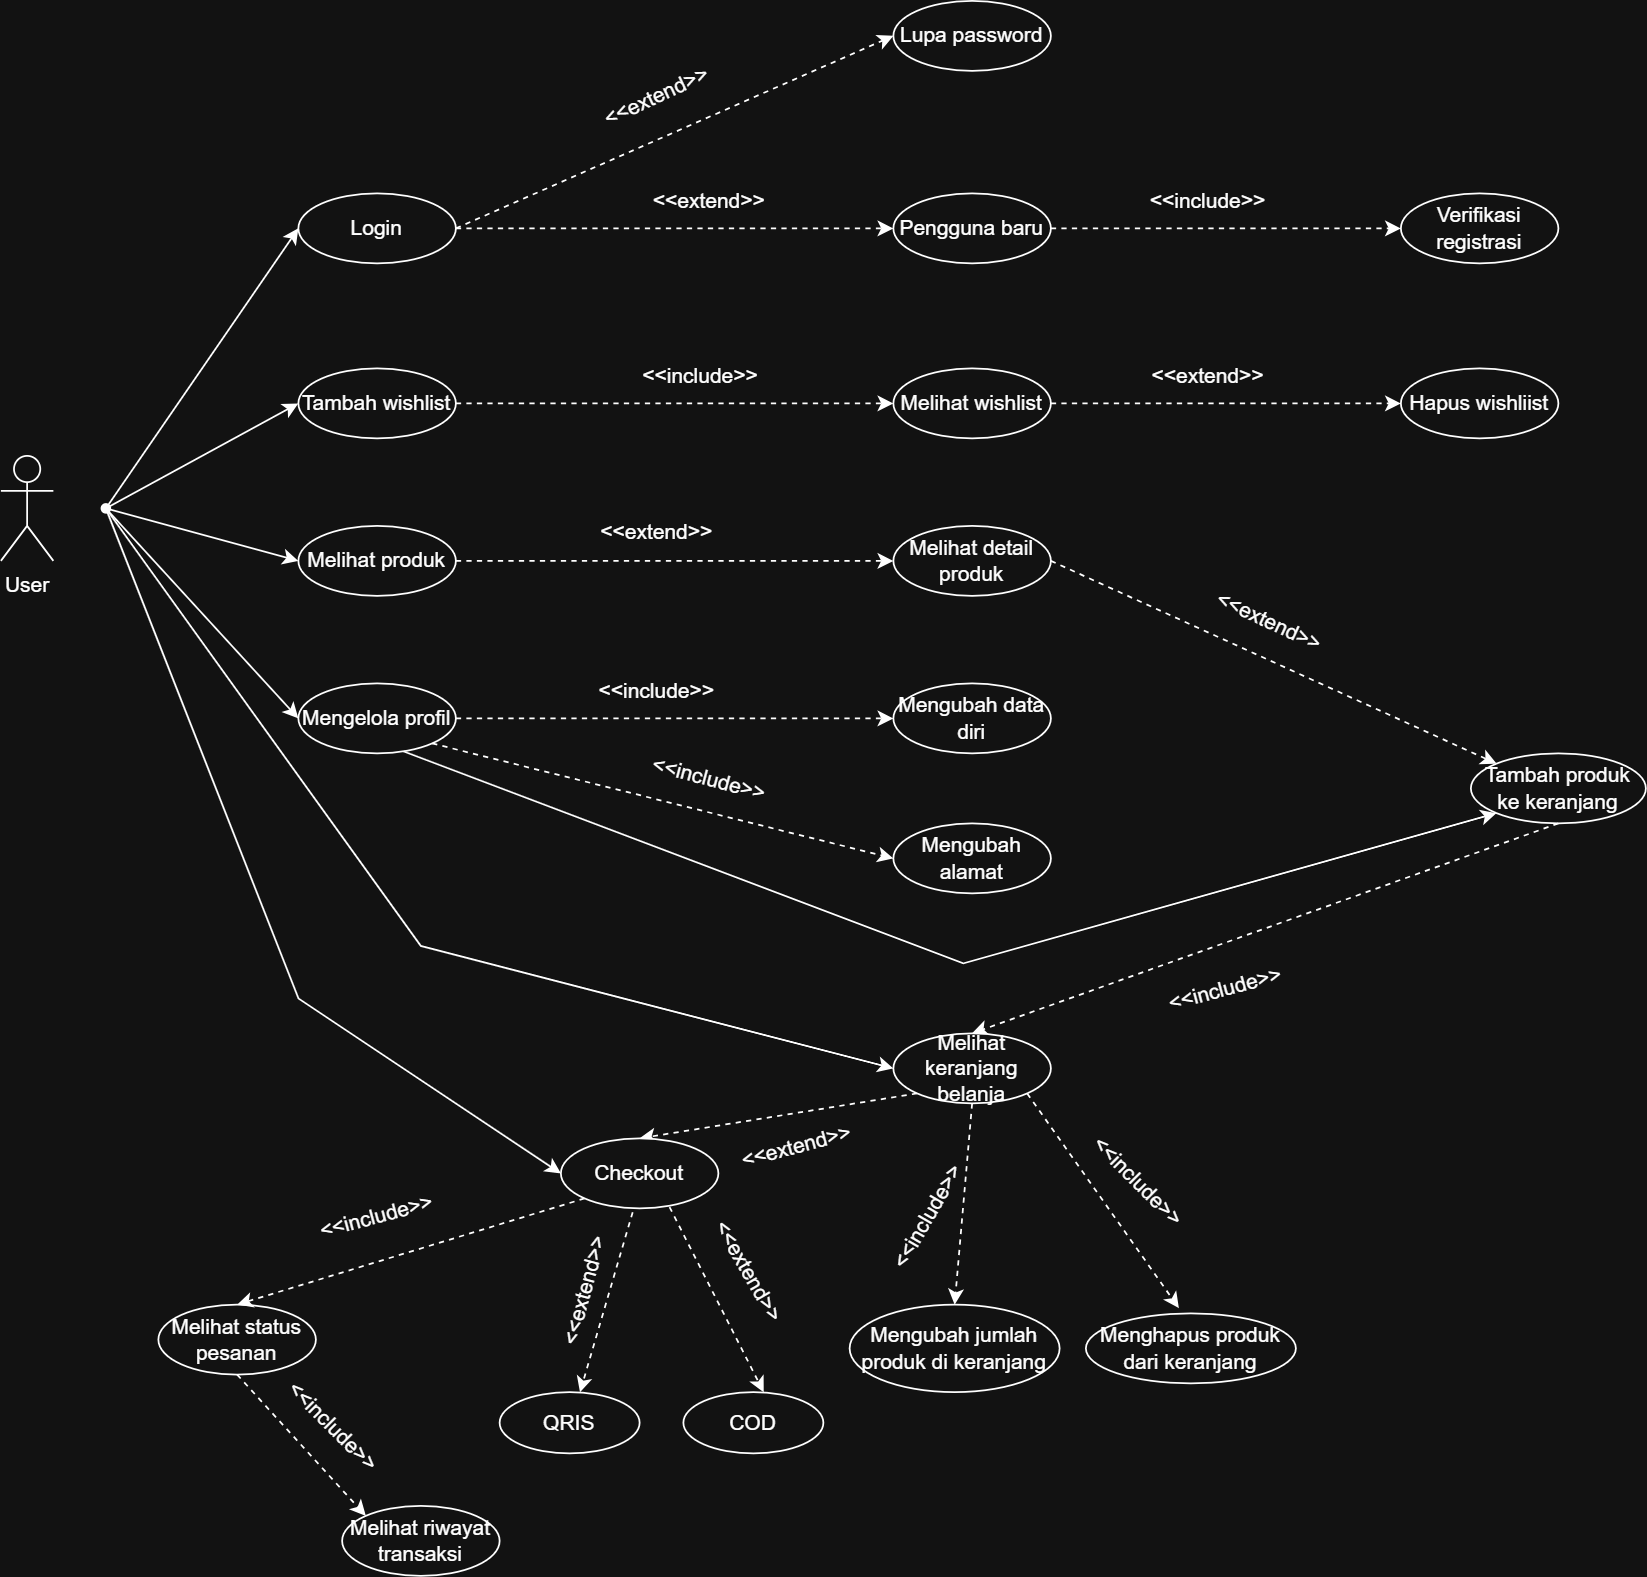 Lupa password
<<extend>>
Login
<<extend>>
Pengguna baru
<<include>>
Verifikasi
registrasi
Tambah wishlist
<<include>>
Melihat wishlist
<<extend>>
Hapus wishliist
User
Melihat produk
<<extend>>
Melihat detail
produk
<<extend>>
Mengelola profil
<<include>>
Mengubah data
diri
<<include>>
Mengubah
alamat
Tambah produk
ke keranjang
<<include>>
Melihat
keranjang
belanja
<<extend>>
Checkout
<<include>>
<<include>>
<<include>>
<<extend>>
<<extend>>
Melihat status
pesanan
Mengubah jumlah
produk di keranjang
Menghapus produk
dari keranjang
<<include>>
QRIS
COD
Melihat riwayat
transaksi